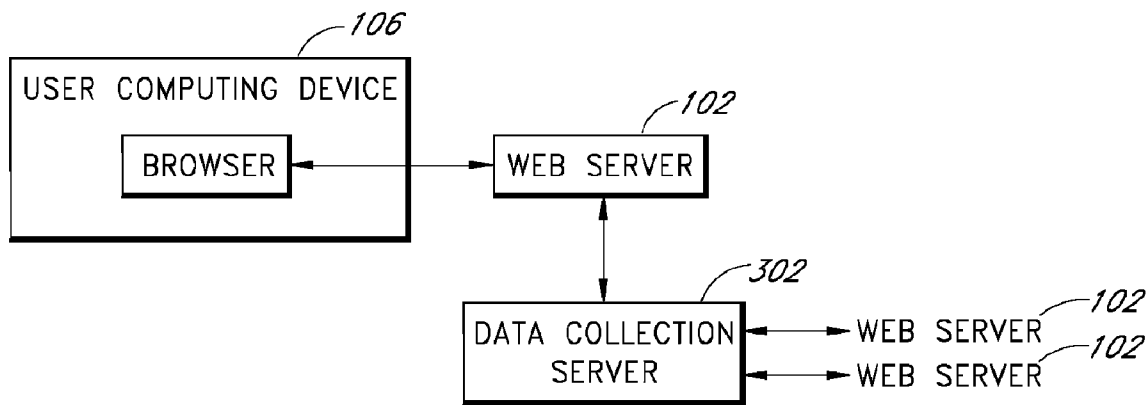 106
USER COMPUTING DEVICE
BROWSER
102
WEB SERVER
302
DATA COLLECTION
SERVER
102
WEB SERVER
102
WEB SERVER